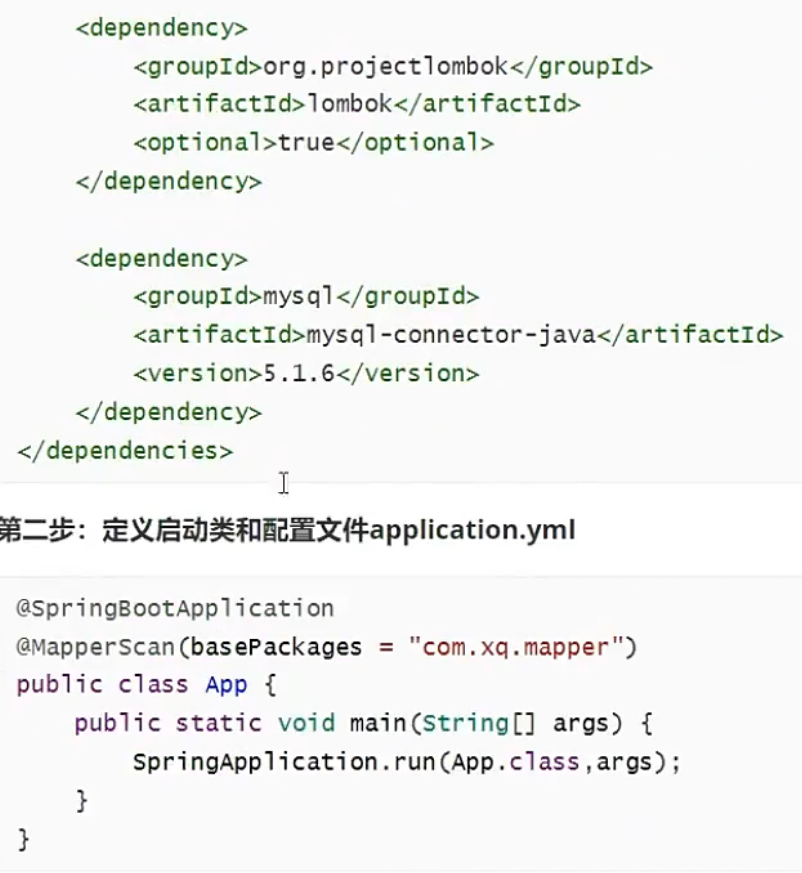 <dependency>
<groupId>org.projectlombok</groupId>
<artifactId>lombok</artifactId>
<optional>true</optional>
</dependency>
<dependency>
<groupId>mysql</groupId>
<artifactId>mysql-connector-java</artifactId>
<version>5.1.6</version>
</dependency>
</dependencies>
第二步：定义启动类和配置文件application.yml
@SpringBootApplication
@MapperScan(basePackages = "com.xq.mapper")
public class App {
public static void main(String[] args) {
SpringApplication.run(App.class,args);
}
}